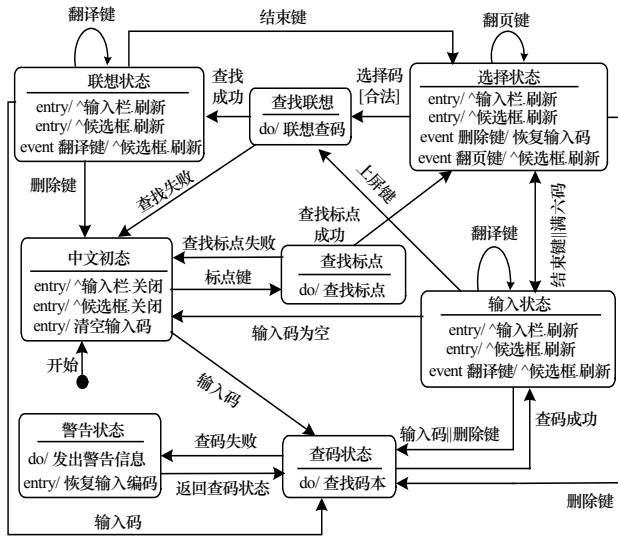 翻译键
结束键
翻页键
联想状态
entry/ ^输入栏.刷新
entry/ ^候选框.刷新
event 翻译键/ ^候选框.刷新
查找
成功
查找联想
do/ 联想查码
选择码
[合法]
选择状态
entry/ ^输入栏.刷新
entry/ ^候选框.刷新
event 删除键/ 恢复输入码
event 翻页键/ ^候选框.刷新
删除键
查找失败
上屏键
结束键||满六码
中文初态
entry/ ^输入栏.关闭
entry/ ^候选框.关闭
entry/ 清空输入码
查找标点失败
标点键
查找标点
成功
查找标点
do/ 查找标点
翻译键
输入状态
entry/ ^输入栏.刷新
entry/ ^候选框.刷新
event 翻译键/ ^候选框.刷新
输入码为空
开始
输入码
警告状态
do/ 发出警告信息
entry/ 恢复输入编码
查码失败
返回查码状态
查码状态
do/ 查找码本
输入码||删除键
查码成功
输入码
删除键